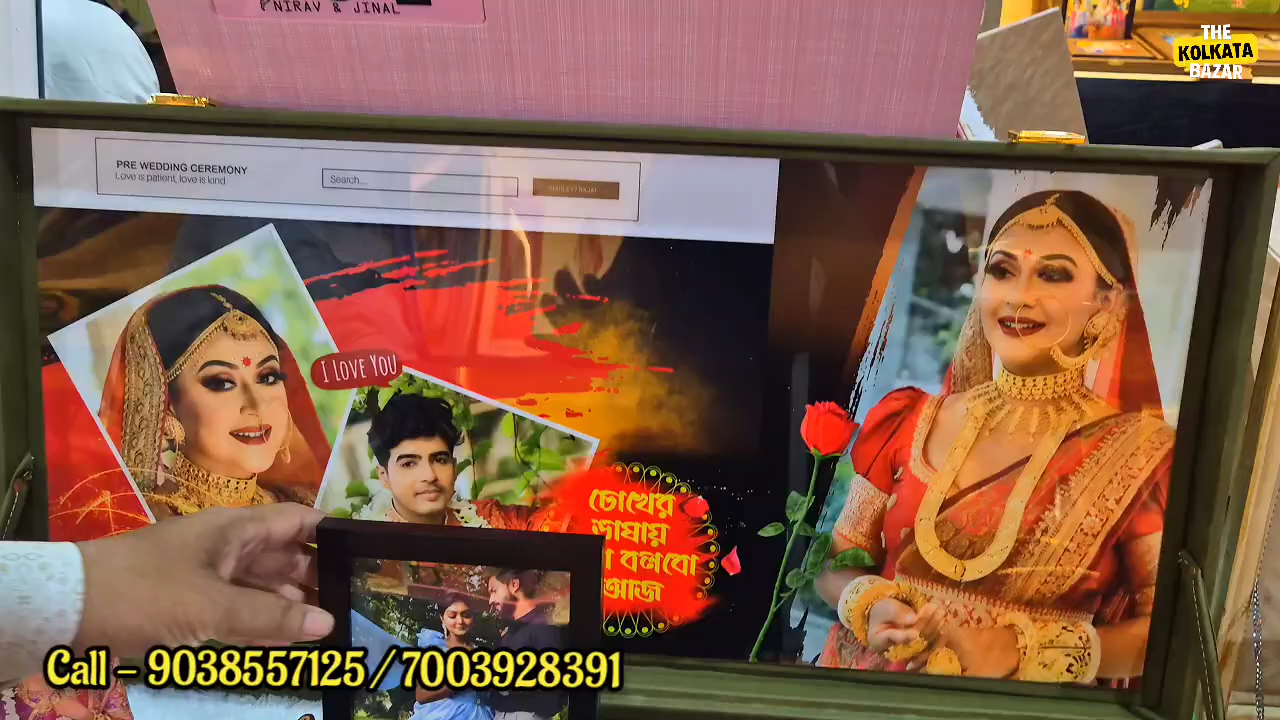 NIRAV & JINAL
THE
KOLKATA
BAZAR
PRE WEDDING CEREMONY
Love is patient, love is kind
Search....
I LOVE YOU
চোখের
ভাষায়
বলবো
আজ
Call - 9038557125 / 7003928391